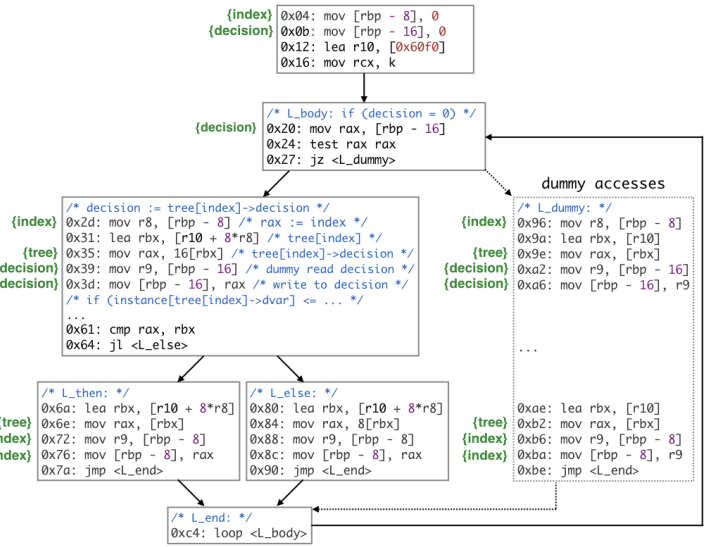 {index} 0x04: mov [rbp - 8], 0
{decision} 0x0b: mov [rbp - 16], 0
0x12: lea r10, [0x60f0]
0x16: mov rcx, k
/* L_body: if (decision = 0) */
{decision} 0x20: mov rax, [rbp - 16]
0x24: test rax rax
0x27: jz <L_dummy>
/* decision := tree[index]->decision */
{index} 0x2d: mov r8, [rbp - 8] /* rax := index */
0x31: lea rbx, [r10 + 8*r8] /* tree[index] */
{tree} 0x35: mov rax, 16[rbx] /* tree[index]->decision */
decision} 0x39: mov r9, [rbp - 16] /* dummy read decision */
decision} 0x3d: mov [rbp - 16], rax /* write to decision */
/* if (instance[tree[index]->dvar] <= ... */
...
0x61: cmp rax, rbx
0x64: jl <L_else>
dummy accesses
/* L_dummy: */
{index} 0x96: mov r8, [rbp - 8]
0x9a: lea rbx, [r10]
{tree} 0x9e: mov rax, [rbx]
{decision} 0xa2: mov r9, [rbp - 16]
{decision} 0xa6: mov [rbp - 16], r9
...
0xae: lea rbx, [r10]
{tree} 0xb2: mov rax, [rbx]
{index} 0xb6: mov r9, [rbp - 8]
{index} 0xba: mov [rbp - 8], r9
0xbe: jmp <L_end>
/* L_then: */
0x6a: lea rbx, [r10 + 8*r8]
{tree} 0x6e: mov rax, [rbx]
ndex} 0x72: mov r9, [rbp - 8]
ndex} 0x76: mov [rbp - 8], rax
0x7a: jmp <L_end>
/* L_else: */
0x80: lea rbx, [r10 + 8*r8]
0x84: mov rax, 8[rbx]
0x88: mov r9, [rbp - 8]
0x8c: mov [rbp - 8], rax
0x90: jmp <L_end>
/* L_end: */
0xc4: loop <L_body>